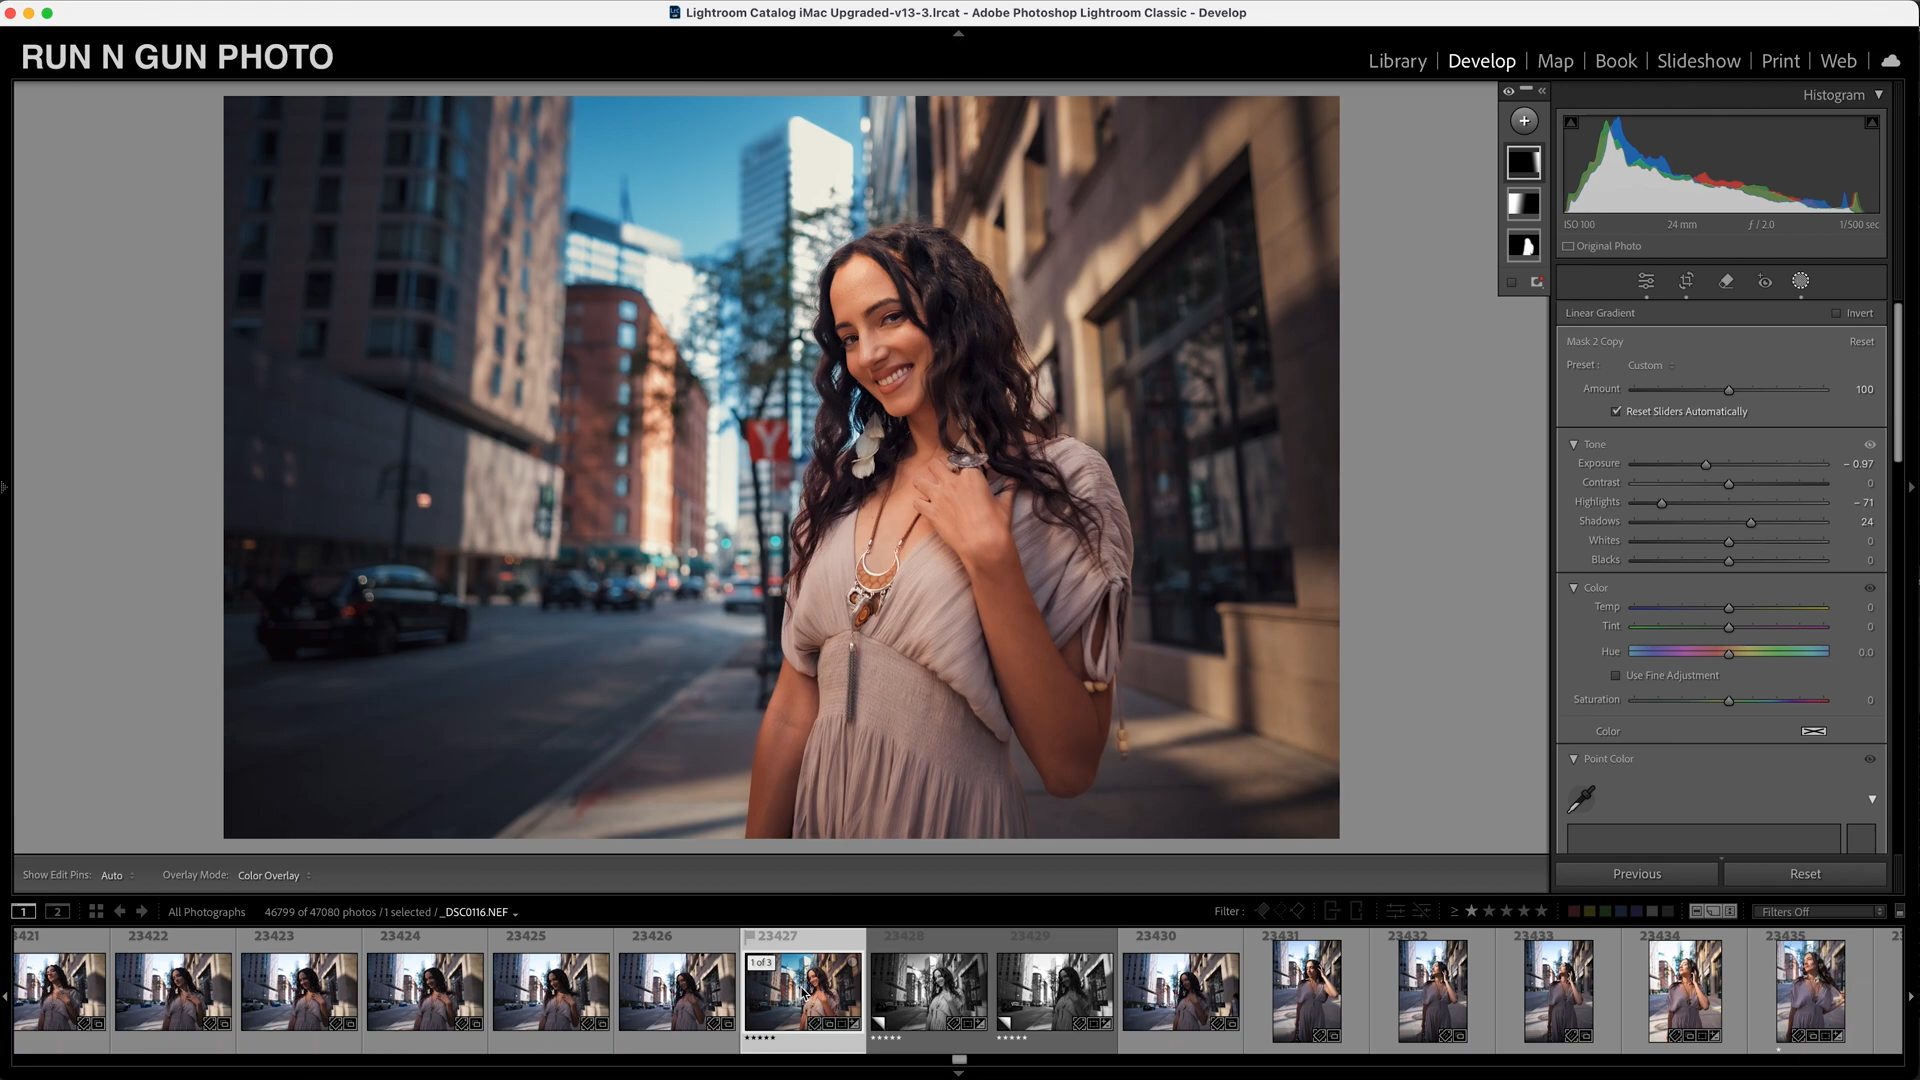 Lightroom Catalog iMac Upgraded-v13-3.lrcat - Adobe Photoshop Lightroom Classic - Develop
RUN N GUN PHOTO
Library | Develop | Map | Book | Slideshow | Print | Web
Histogram
ISO 100 24 mm ƒ / 2.0 1/500 sec
Original Photo
Linear Gradient Invert
Mask 2 Copy Reset
Preset : Custom
Amount 100
Reset Sliders Automatically
Tone
Exposure – 0.97
Contrast 0
Highlights – 71
Shadows 24
Whites 0
Blacks 0
Color
Temp 0
Tint 0
Hue 0.0
Use Fine Adjustment
Saturation 0
Color
Point Color
Y
Show Edit Pins: Auto Overlay Mode: Color Overlay
Previous Reset
1 2 All Photographs 46799 of 47080 photos / 1 selected / _DSC0116.NEF Filter : ≥ Filters Off
3421 23422 23423 23424 23425 23426 23427 23428 23429 23430 23431 23432 23433 23434 23435
1 of 3